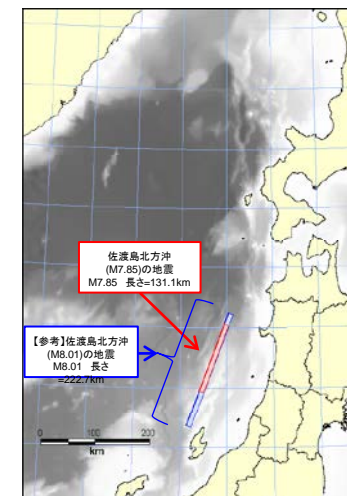 佐渡島北方沖
(M7.85)の地震
M7.85 長さ=131.1km
【参考】佐渡島北方沖
(M8.01)の地震
M8.01 長さ
=222.7km
0 100 200
km